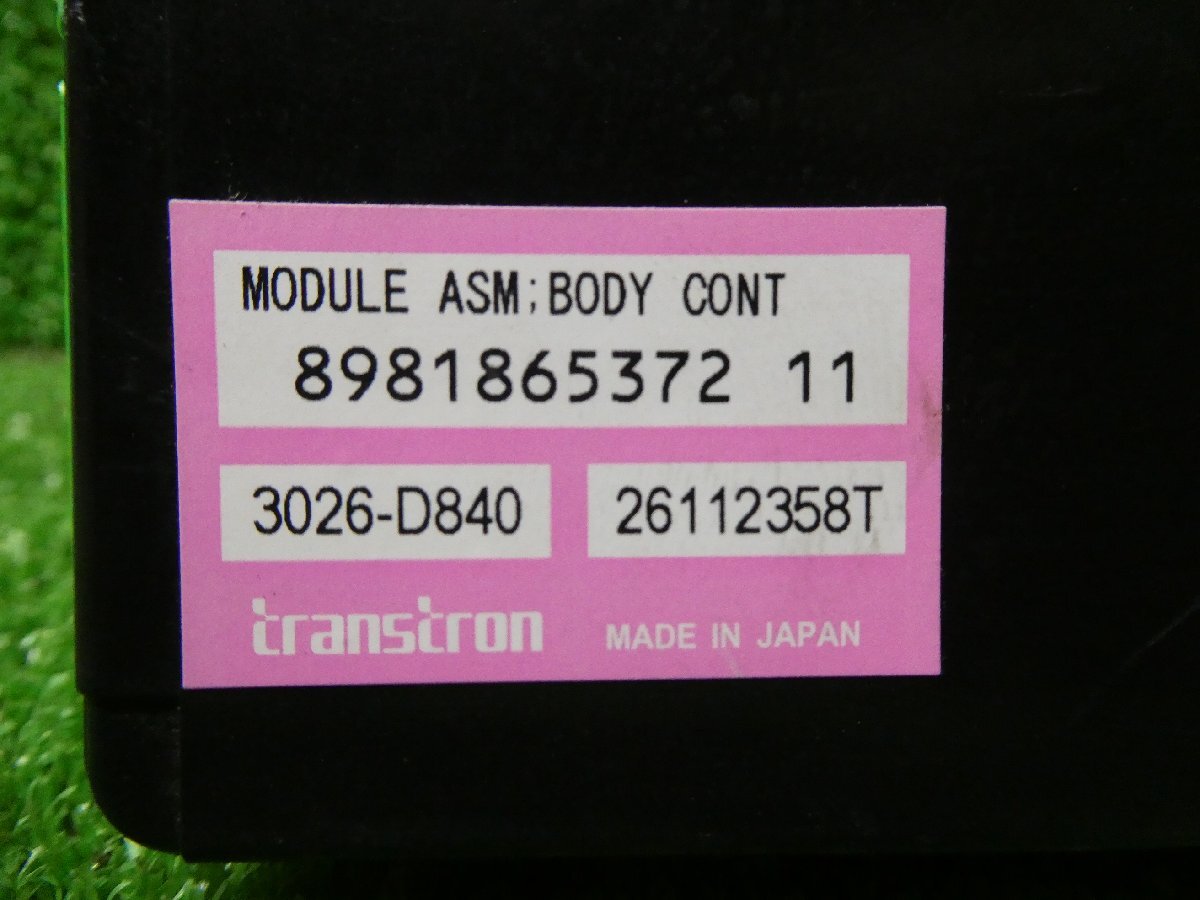 MODULE ASM;BODY CONT
8981865372 11
3026-D840 26112358T
transtron MADE IN JAPAN